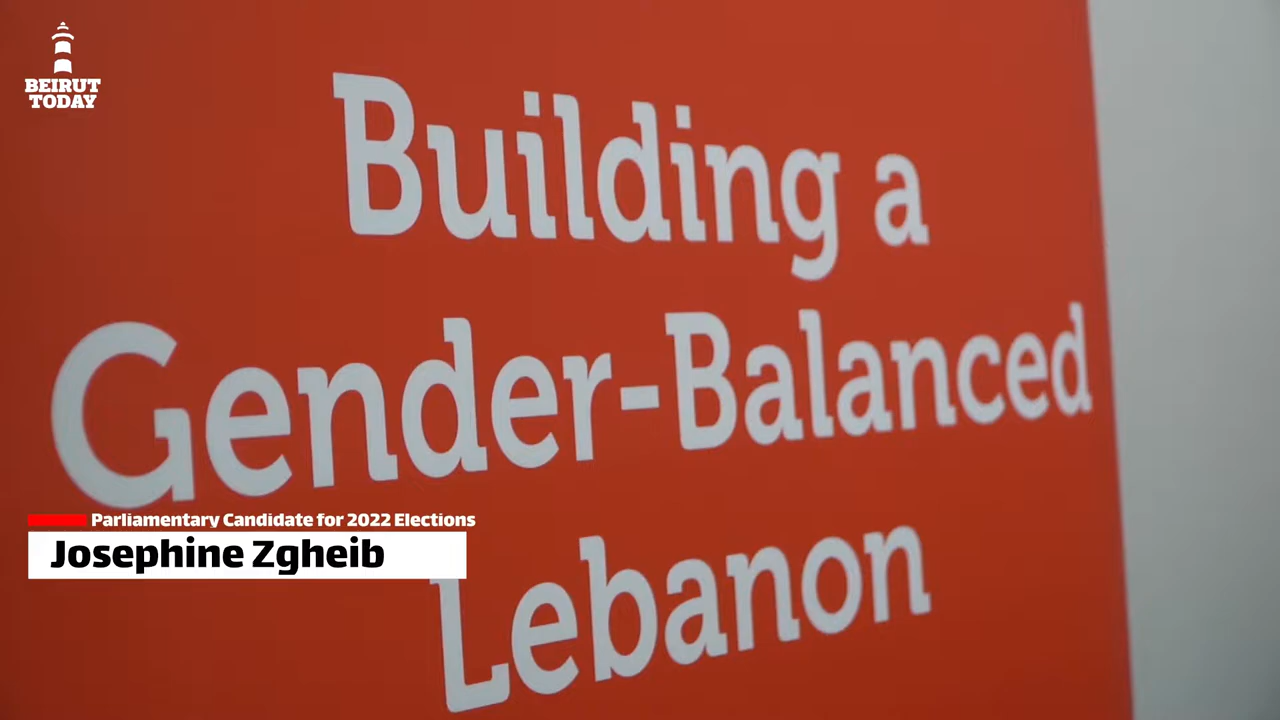 BEIRUT
TODAY
Building a
Gender-Balanced
Lebanon
Parliamentary Candidate for 2022 Elections
Josephine Zgheib